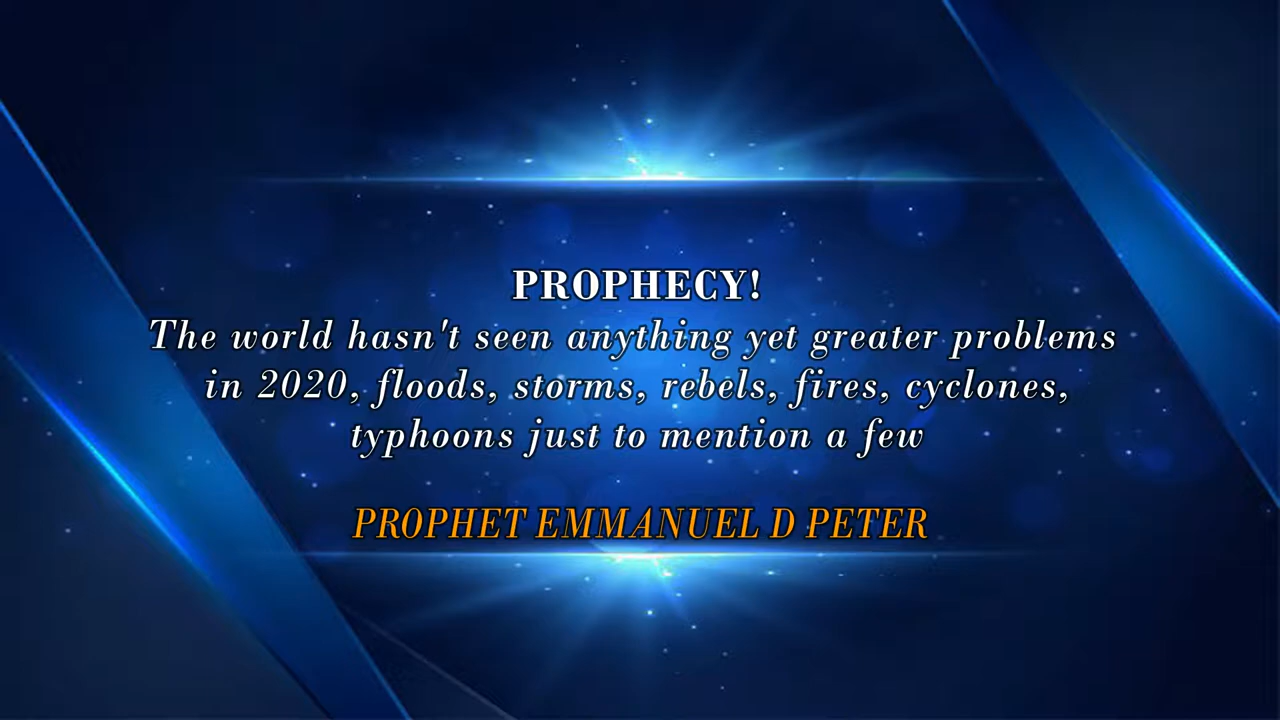 PROPHECY!
The world hasn't seen anything yet greater problems
in 2020, floods, storms, rebels, fires, cyclones,
typhoons just to mention a few
PROPHET EMMANUEL D PETER